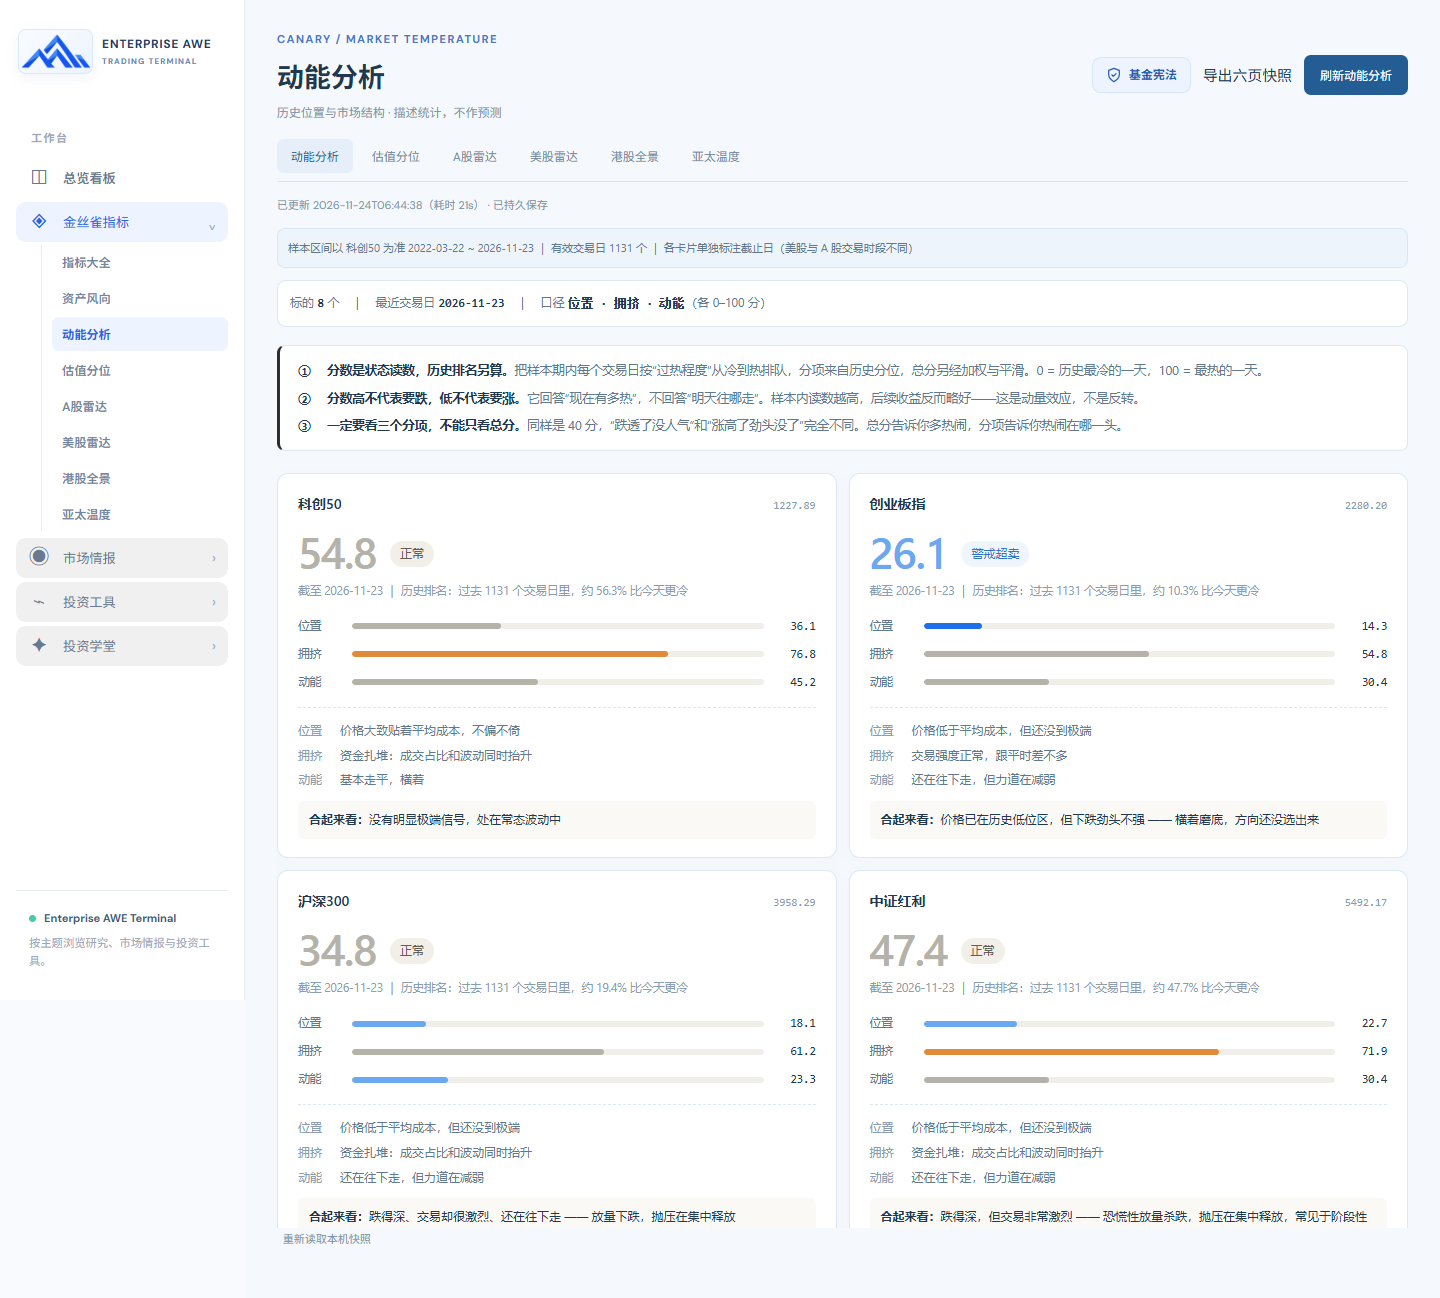 ENTERPRISE AWE
TRADING TERMINAL
工作台
总览看板
金丝雀指标
指标大全
资产风向
动能分析
估值分位
A股雷达
美股雷达
港股全景
亚太温度
市场情报
投资工具
投资学堂
Enterprise AWE Terminal
按主题浏览研究、市场情报与投资工
具。
CANARY / MARKET TEMPERATURE
动能分析
历史位置与市场结构 · 描述统计，不作预测
基金宪法
导出六页快照
刷新动能分析
动能分析 估值分位 A股雷达 美股雷达 港股全景 亚太温度
已更新 2026-11-24T06:44:38（耗时 21s） · 已持久保存
样本区间以 科创50 为准 2022-03-22 ~ 2026-11-23 | 有效交易日 1131 个 | 各卡片单独标注截止日（美股与 A 股交易时段不同）
标的 8 个 | 最近交易日 2026-11-23 | 口径 位置 · 拥挤 · 动能（各 0–100 分）
① 分数是状态读数，历史排名另算。把样本期内每个交易日按“过热程度”从冷到热排队，分项来自历史分位，总分另经加权与平滑。0 = 历史最冷的一天，100 = 最热的一天。
② 分数高不代表要跌，低不代表要涨。它回答“现在有多热”，不回答“明天往哪走”。样本内读数越高，后续收益反而略好——这是动量效应，不是反转。
③ 一定要看三个分项，不能只看总分。同样是 40 分，“跌透了没人气”和“涨高了劲头没了”完全不同。总分告诉你多热闹，分项告诉你热闹在哪一头。
科创50 1227.89
54.8 正常
截至 2026-11-23 | 历史排名：过去 1131 个交易日里，约 56.3% 比今天更冷
位置 36.1
拥挤 76.8
动能 45.2
位置 价格大致贴着平均成本，不偏不倚
拥挤 资金扎堆：成交占比和波动同时抬升
动能 基本走平，横着
合起来看：没有明显极端信号，处在常态波动中
创业板指 2280.20
26.1 警戒超卖
截至 2026-11-23 | 历史排名：过去 1131 个交易日里，约 10.3% 比今天更冷
位置 14.3
拥挤 54.8
动能 30.4
位置 价格低于平均成本，但还没到极端
拥挤 交易强度正常，跟平时差不多
动能 还在往下走，但力道在减弱
合起来看：价格已在历史低位区，但下跌劲头不强 —— 横着磨底，方向还没选出来
沪深300 3958.29
34.8 正常
截至 2026-11-23 | 历史排名：过去 1131 个交易日里，约 19.4% 比今天更冷
位置 18.1
拥挤 61.2
动能 23.3
位置 价格低于平均成本，但还没到极端
拥挤 资金扎堆：成交占比和波动同时抬升
动能 还在往下走，但力道在减弱
合起来看：跌得深、交易却很激烈、还在往下走 —— 放量下跌，抛压在集中释放
中证红利 5492.17
47.4 正常
截至 2026-11-23 | 历史排名：过去 1131 个交易日里，约 47.7% 比今天更冷
位置 22.7
拥挤 71.9
动能 30.4
位置 价格低于平均成本，但还没到极端
拥挤 资金扎堆：成交占比和波动同时抬升
动能 还在往下走，但力道在减弱
合起来看：跌得深，但交易非常激烈 —— 恐慌性放量杀跌，抛压在集中释放，常见于阶段性
重新读取本机快照